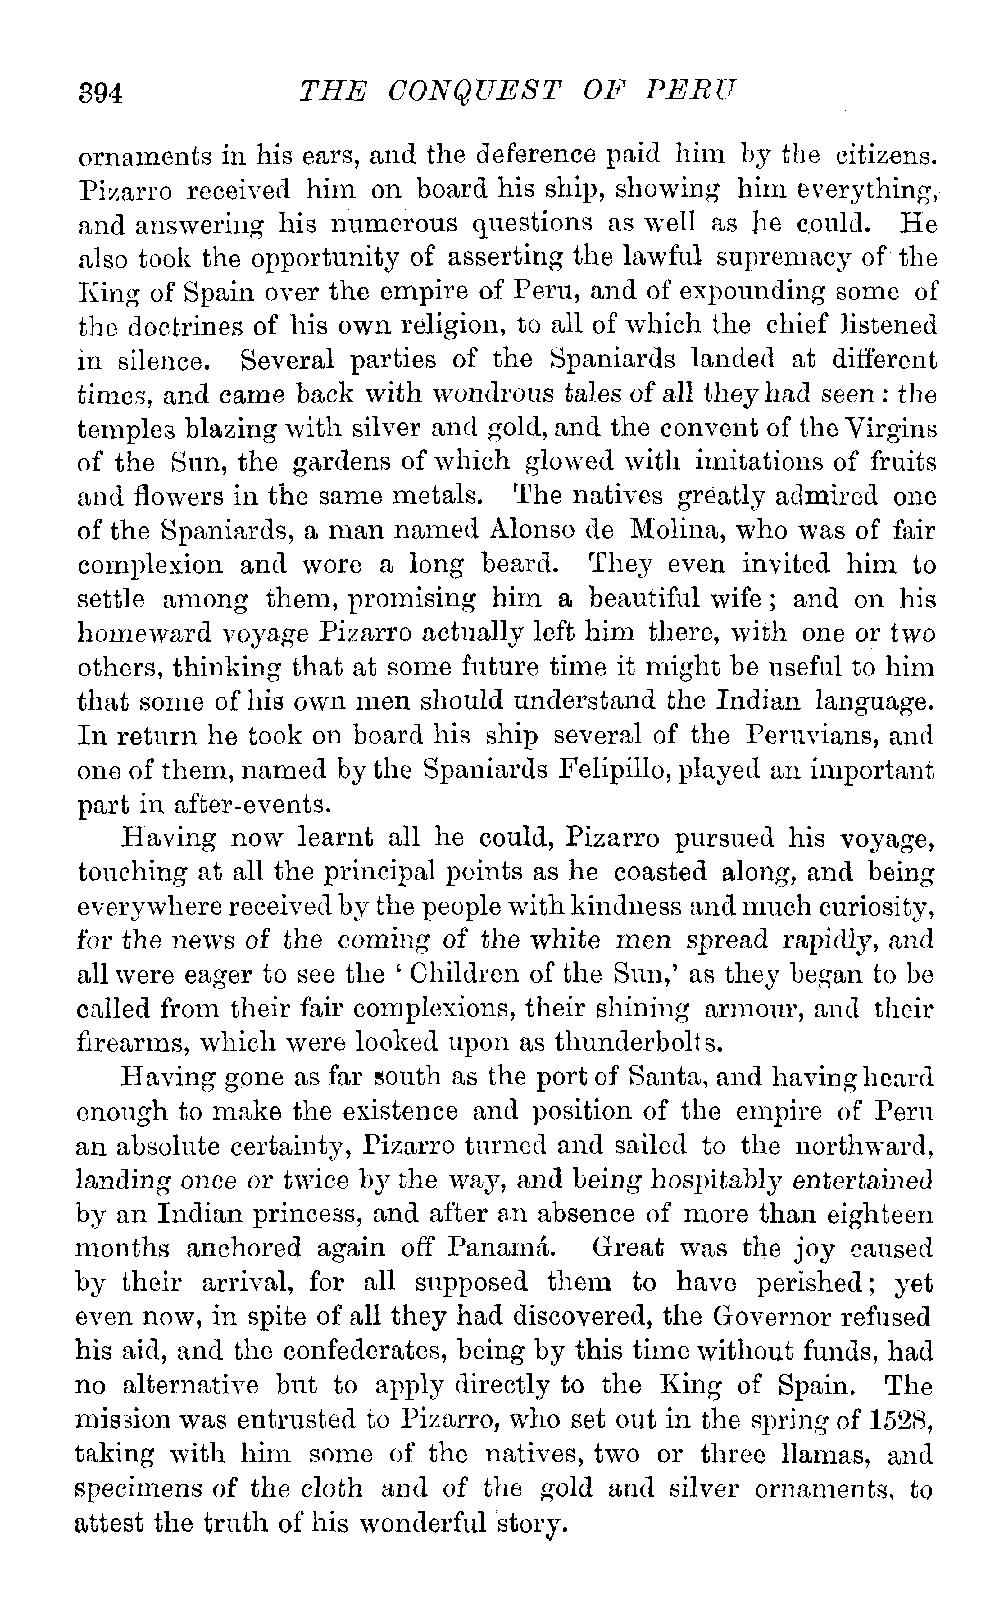 394 THE CONQUEST OF PERU
ornaments in his ears, and the deference paid him by the citizens.
Pizarro received him on board his ship, showing him everything,
and answering his numerous questions as well as he could. He
also took the opportunity of asserting the lawful supremacy of the
King of Spain over the empire of Peru, and of expounding some of
the doctrines of his own religion, to all of which the chief listened
in silence. Several parties of the Spaniards landed at different
times, and came back with wondrous tales of all they had seen: the
temples blazing with silver and gold, and the convent of the Virgins
of the Sun, the gardens of which glowed with imitations of fruits
and flowers in the same metals. The natives greatly admired one
of the Spaniards, a man named Alonso de Molina, who was of fair
complexion and wore a long beard. They even invited him to
settle among them, promising him a beautiful wife; and on his
homeward voyage Pizarro actually left him there, with one or two
others, thinking that at some future time it might be useful to him
that some of his own men should understand the Indian language.
In return he took on board his ship several of the Peruvians, and
one of them, named by the Spaniards Felipillo, played an important
part in after-events.
Having now learnt all he could, Pizarro pursued his voyage,
touching at all the principal points as he coasted along, and being
everywhere received by the people with kindness and much curiosity,
for the news of the coming of the white men spread rapidly, and
all were eager to see the ‘Children of the Sun,’ as they began to be
called from their fair complexions, their shining armour, and their
firearms, which were looked upon as thunderbolts.
Having gone as far south as the port of Santa, and having heard
enough to make the existence and position of the empire of Peru
an absolute certainty, Pizarro turned and sailed to the northward,
landing once or twice by the way, and being hospitably entertained
by an Indian princess, and after an absence of more than eighteen
months anchored again off Panamá. Great was the joy caused
by their arrival, for all supposed them to have perished; yet
even now, in spite of all they had discovered, the Governor refused
his aid, and the confederates, being by this time without funds, had
no alternative but to apply directly to the King of Spain. The
mission was entrusted to Pizarro, who set out in the spring of 1528,
taking with him some of the natives, two or three llamas, and
specimens of the cloth and of the gold and silver ornaments, to
attest the truth of his wonderful story.